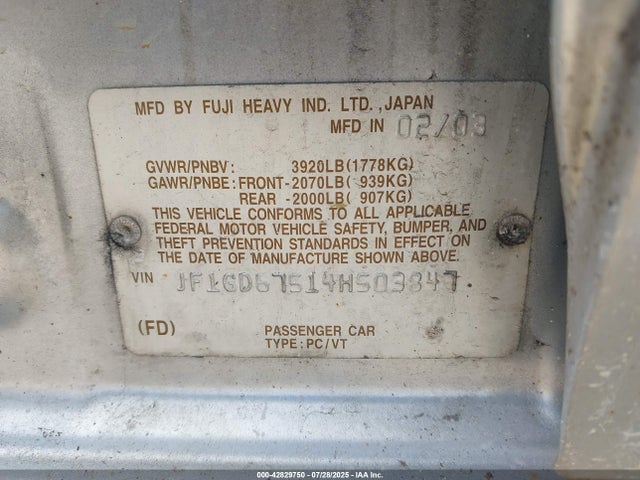 MFD BY FUJI HEAVY IND. LTD.,JAPAN
MFD IN 02/03
GVWR/PNBV: 3920LB(1778KG)
GAWR/PNBE:FRONT-2070LB( 939KG)
REAR -2000LB( 907KG)
THIS VEHICLE CONFORMS TO ALL APPLICABLE
FEDERAL MOTOR VEHICLE SAFETY, BUMPER, AND
THEFT PREVENTION STANDARDS IN EFFECT ON
THE DATE OF MANUFACTURE SHOWN ABOVE.
VIN JF1GD67514H503847
(FD) PASSENGER CAR
TYPE:PC/VT
000-42829750 07/28/2025 IAA Inc.